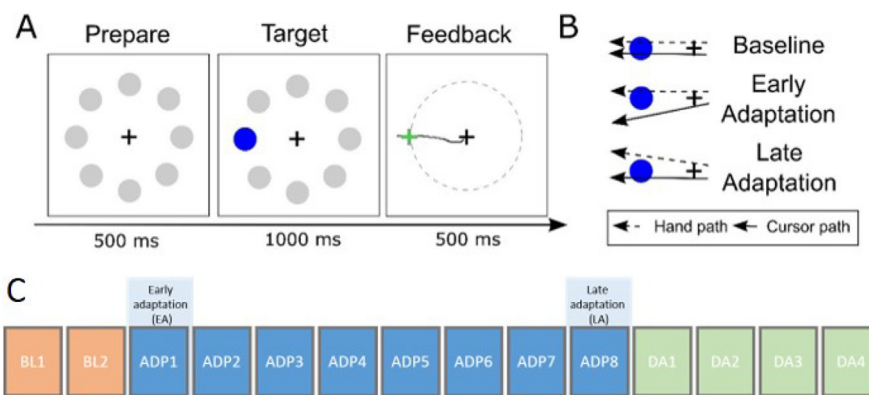 A
Prepare
Target
Feedback
500 ms
1000 ms
500 ms
B
Baseline
Early
Adaptation
Late
Adaptation
Hand path
Cursor path
C
Early
adaptation
(EA)
Late
adaptation
(LA)
BL1 BL2 ADP1 ADP2 ADP3 ADP4 ADP5 ADP6 ADP7 ADP8 DA1 DA2 DA3 DA4